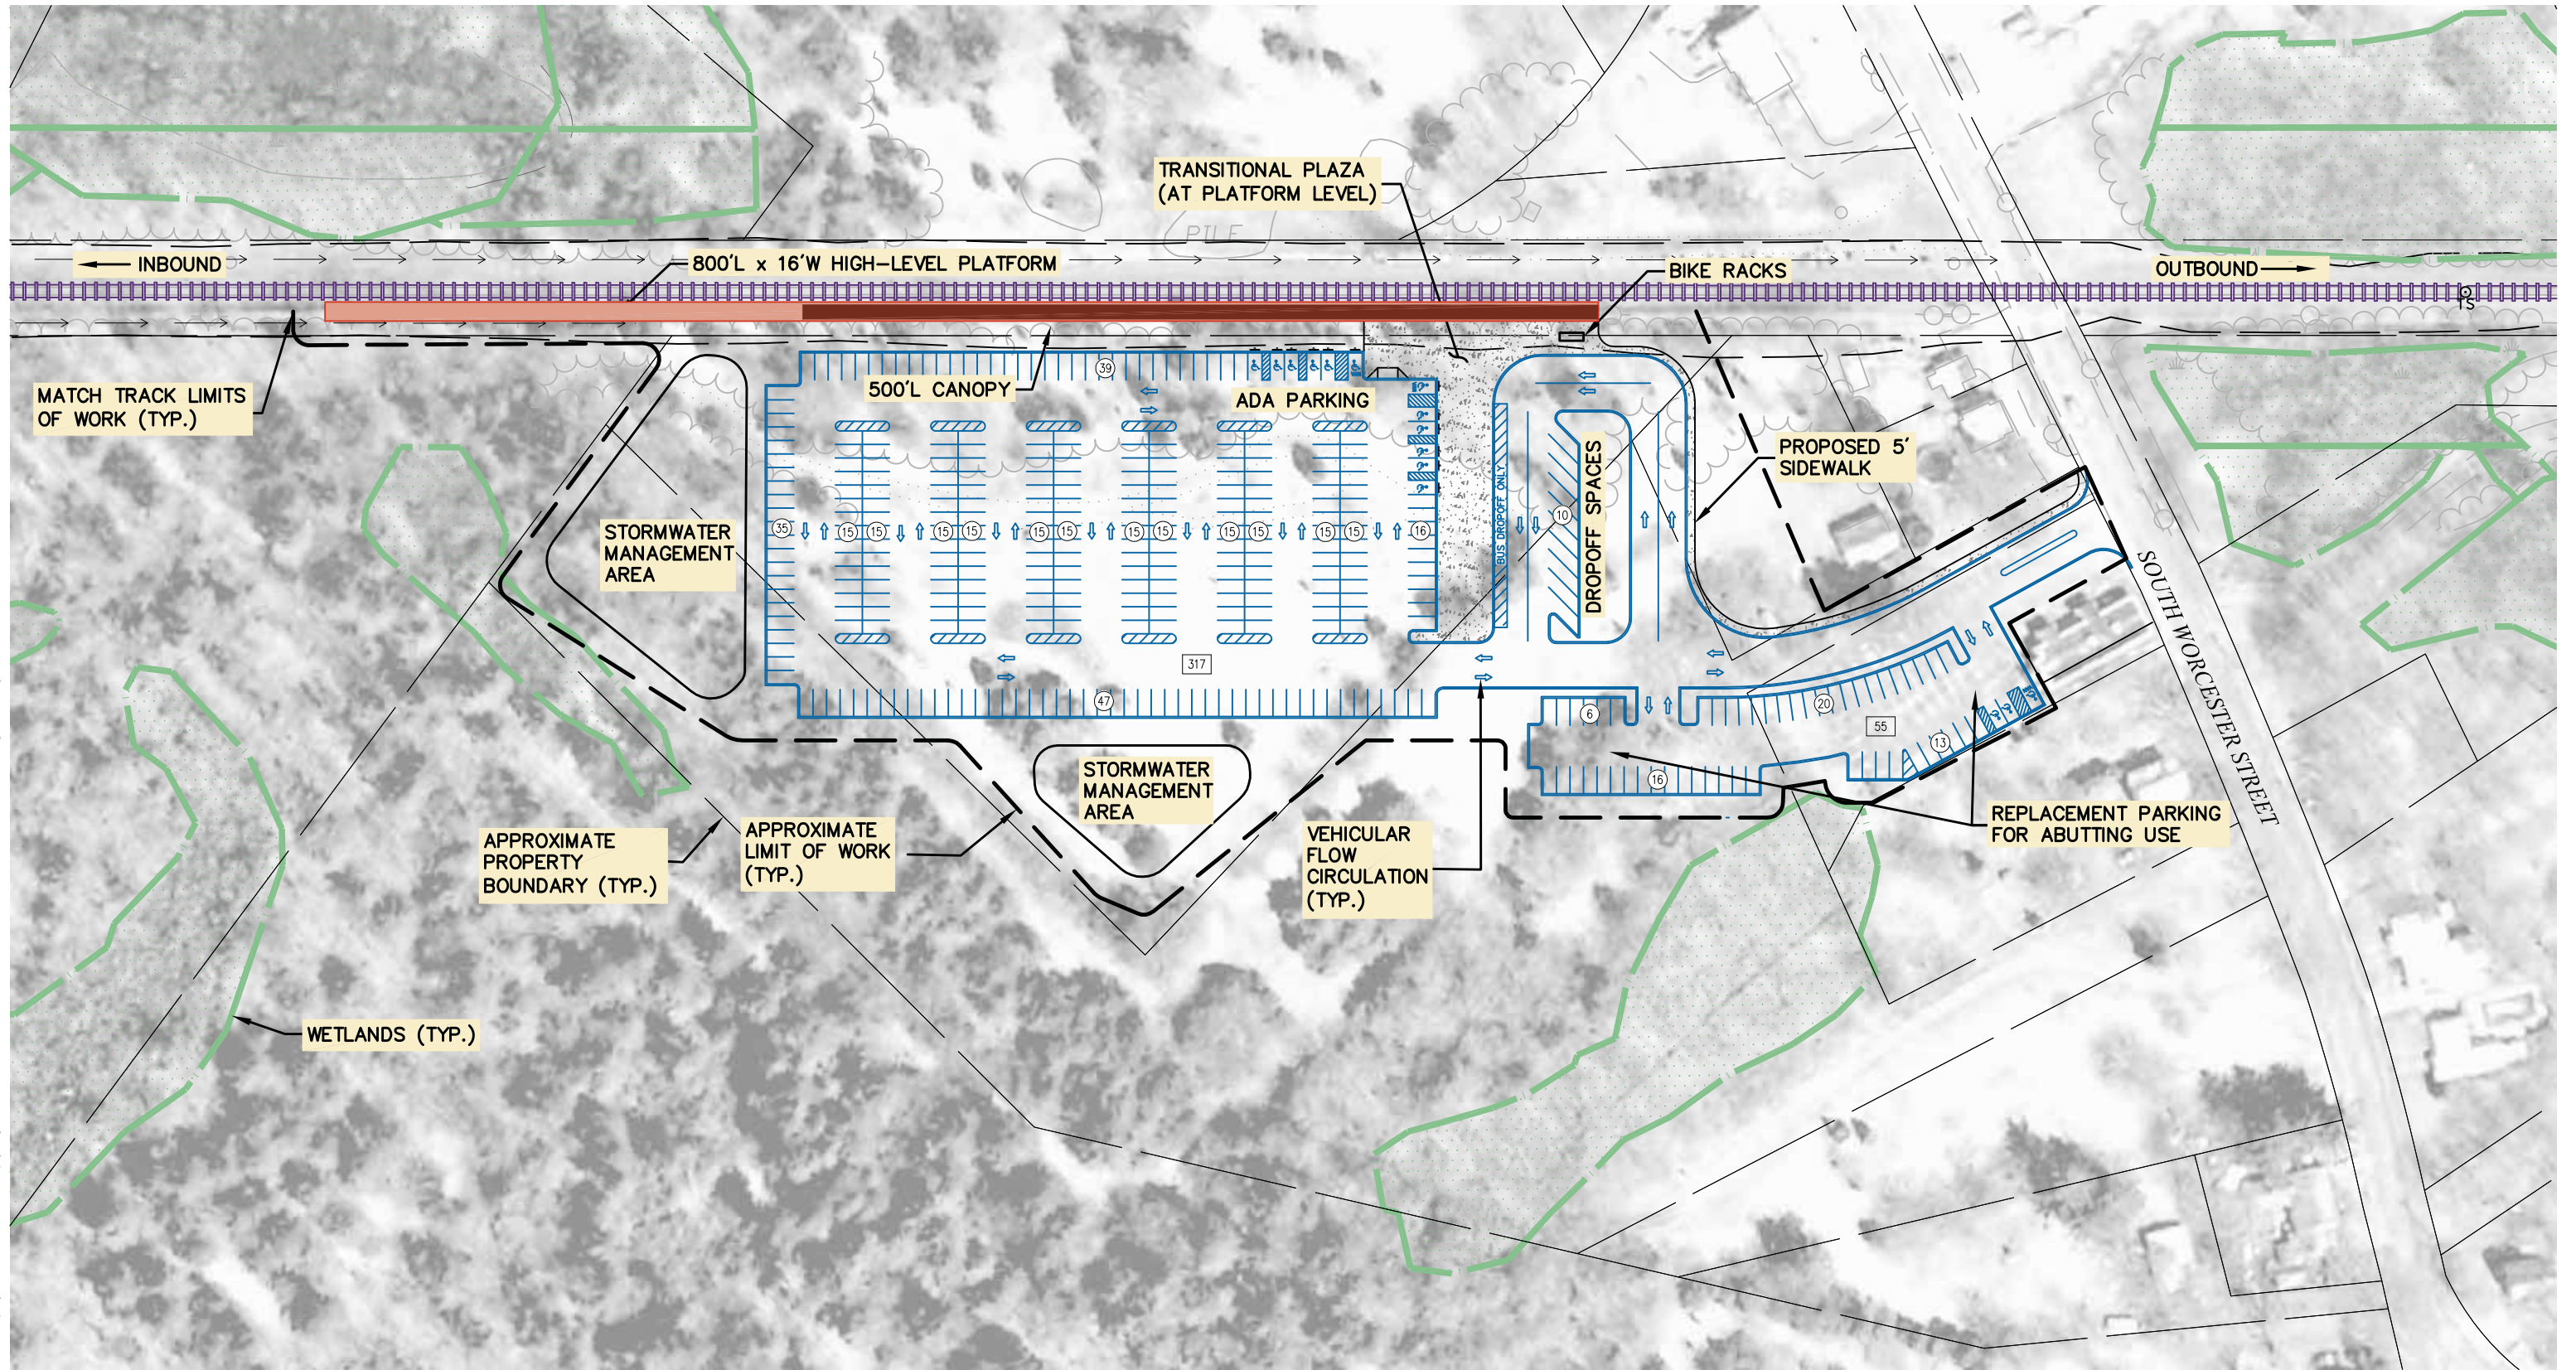 TRANSITIONAL PLAZA
(AT PLATFORM LEVEL)
PILE
INBOUND
800'L x 16'W HIGH-LEVEL PLATFORM
BIKE RACKS
OUTBOUND
MATCH TRACK LIMITS
OF WORK (TYP.)
39
500'L CANOPY
ADA PARKING
PROPOSED 5'
SIDEWALK
STORMWATER
MANAGEMENT
AREA
35
15
15
15
15
15
15
15
15
15
15
15
15
16
BUS DROPOFF ONLY
10
DROPOFF SPACES
SOUTH WORCESTER STREET
317
47
6
20
55
13
16
STORMWATER
MANAGEMENT
AREA
REPLACEMENT PARKING
FOR ABUTTING USE
APPROXIMATE
PROPERTY
BOUNDARY (TYP.)
APPROXIMATE
LIMIT OF WORK
(TYP.)
VEHICULAR
FLOW
CIRCULATION
(TYP.)
WETLANDS (TYP.)